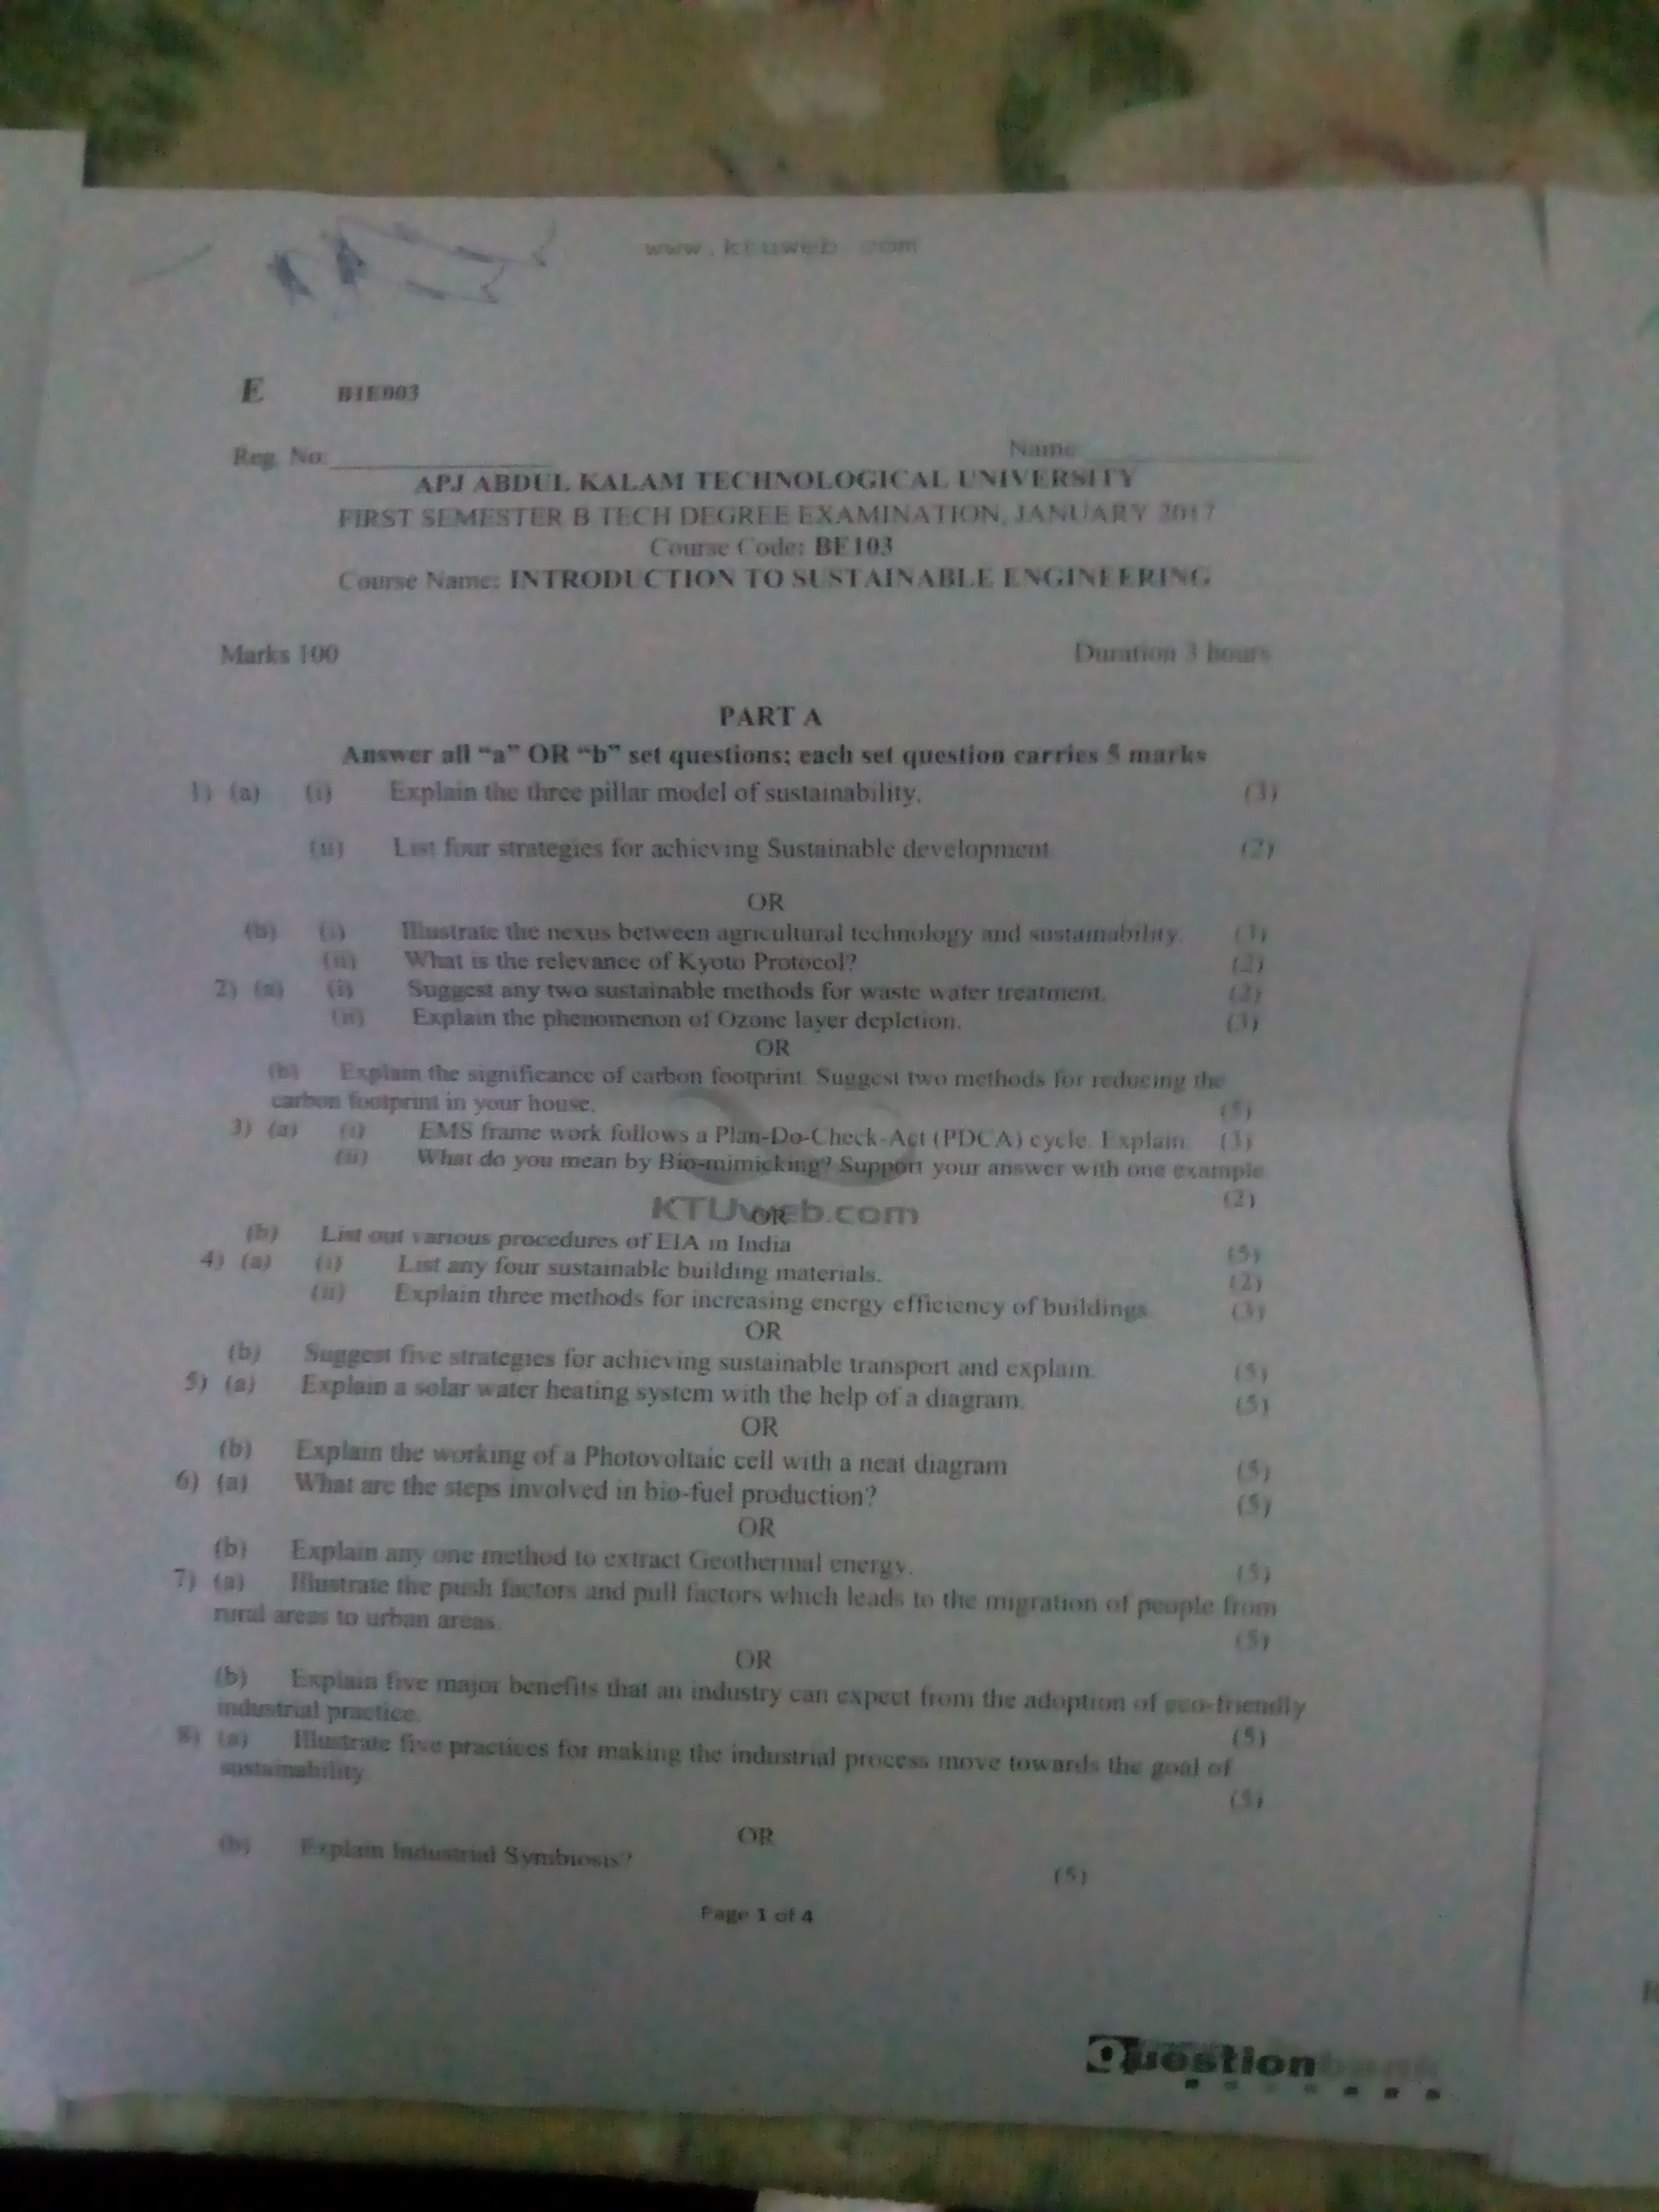 www.ktuweb.com
E B1E003
Reg. No: Name
APJ ABDUL KALAM TECHNOLOGICAL UNIVERSITY
FIRST SEMESTER B TECH DEGREE EXAMINATION, JANUARY 2017
Course Code: BE103
Course Name: INTRODUCTION TO SUSTAINABLE ENGINEERING
Marks 100 Duration 3 hours
PART A
Answer all “a” OR “b” set questions; each set question carries 5 marks
1) (a) (i) Explain the three pillar model of sustainability. (3)
(ii) List four strategies for achieving Sustainable development (2)
OR
(b) (i) Illustrate the nexus between agricultural technology and sustainability. (3)
(ii) What is the relevance of Kyoto Protocol? (2)
2) (a) (i) Suggest any two sustainable methods for waste water treatment. (2)
(ii) Explain the phenomenon of Ozone layer depletion. (3)
OR
(b) Explain the significance of carbon footprint. Suggest two methods for reducing the
carbon footprint in your house. (5)
3) (a) (i) EMS frame work follows a Plan-Do-Check-Act (PDCA) cycle. Explain. (3)
(ii) What do you mean by Bio-mimicking? Support your answer with one example
(2)
KTUweb.com
OR
(b) List out various procedures of EIA in India (5)
4) (a) (i) List any four sustainable building materials. (2)
(ii) Explain three methods for increasing energy efficiency of buildings. (3)
OR
(b) Suggest five strategies for achieving sustainable transport and explain. (5)
5) (a) Explain a solar water heating system with the help of a diagram. (5)
OR
(b) Explain the working of a Photovoltaic cell with a neat diagram (5)
6) (a) What are the steps involved in bio-fuel production? (5)
OR
(b) Explain any one method to extract Geothermal energy. (5)
7) (a) Illustrate the push factors and pull factors which leads to the migration of people from
rural areas to urban areas. (5)
OR
(b) Explain five major benefits that an industry can expect from the adoption of eco-friendly
industrial practice. (5)
8) (a) Illustrate five practices for making the industrial process move towards the goal of
sustainability (5)
OR
(b) Explain Industrial Symbiosis? (5)
Page 1 of 4
Questionbank